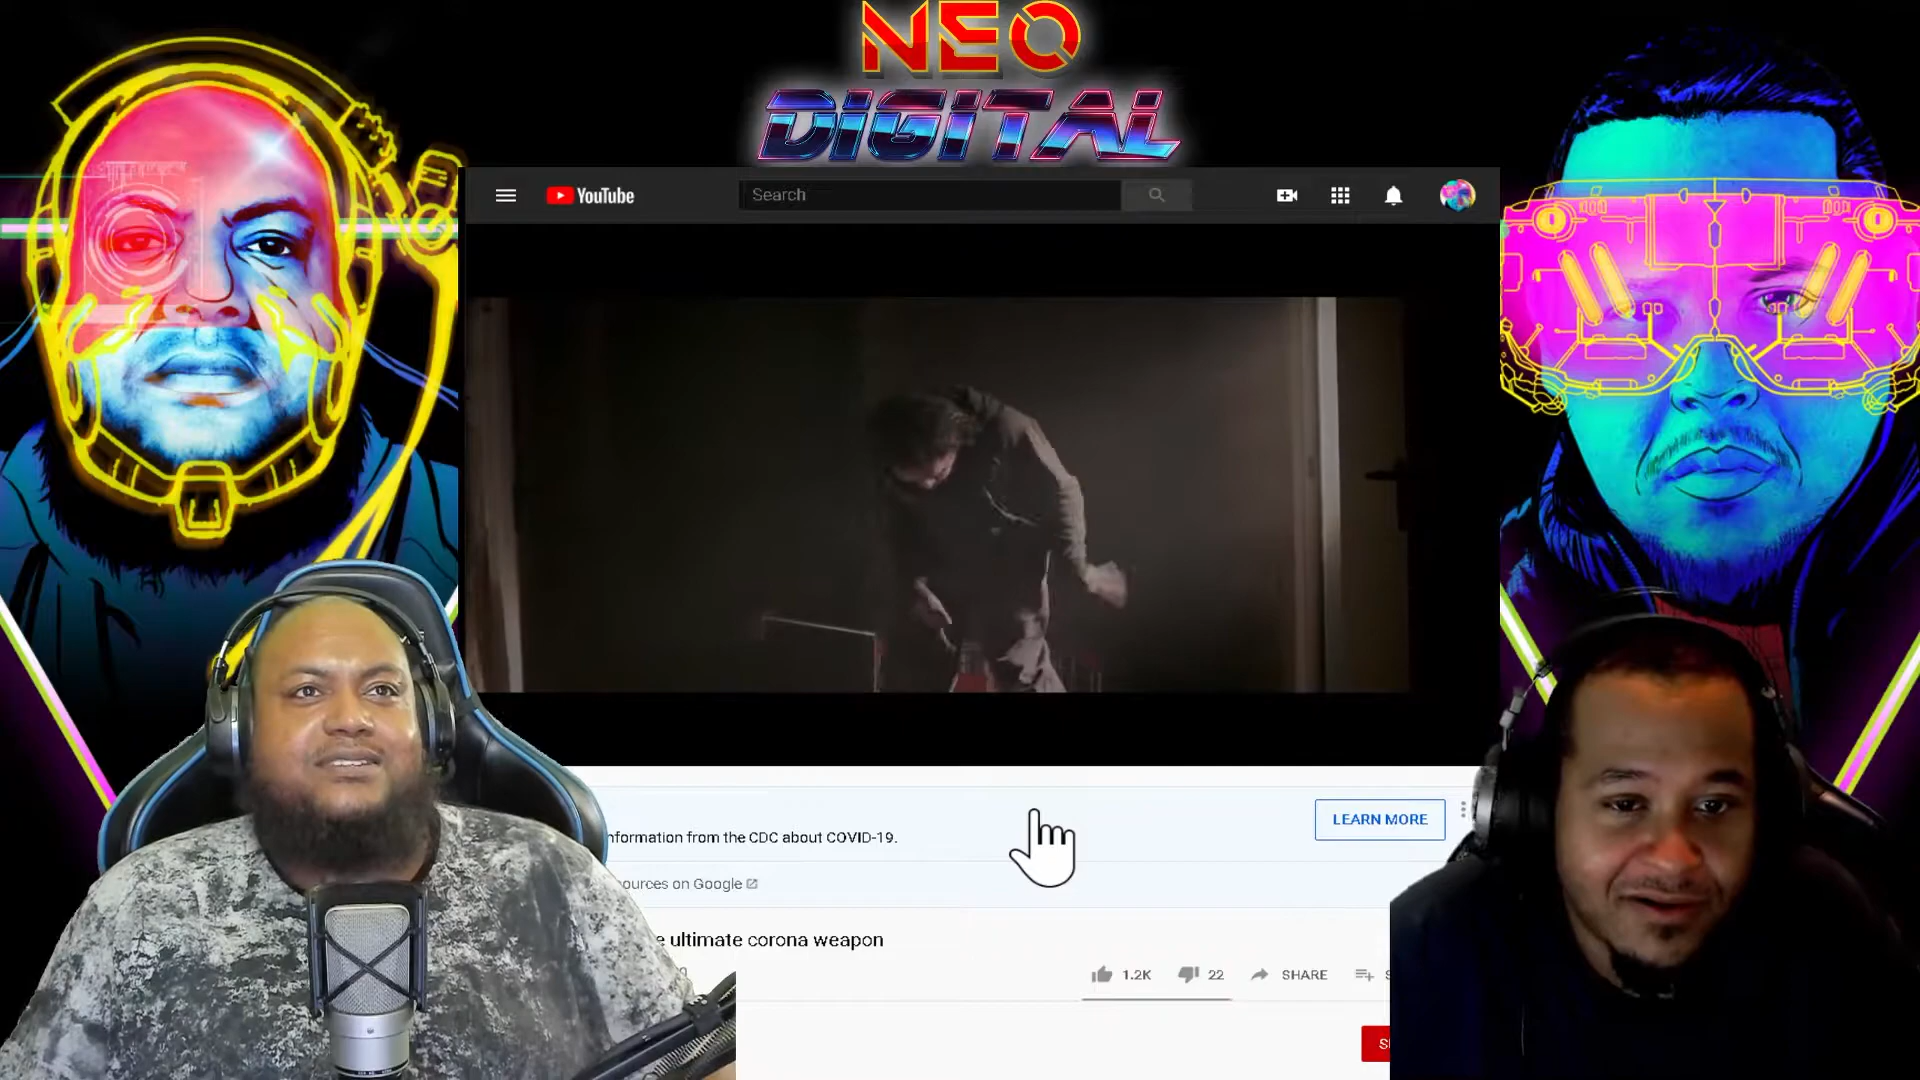 NEO
DIGITAL
YouTube
Search
LEARN MORE
information from the CDC about COVID-19.
ources on Google
e ultimate corona weapon
1.2K
22
SHARE
S
S